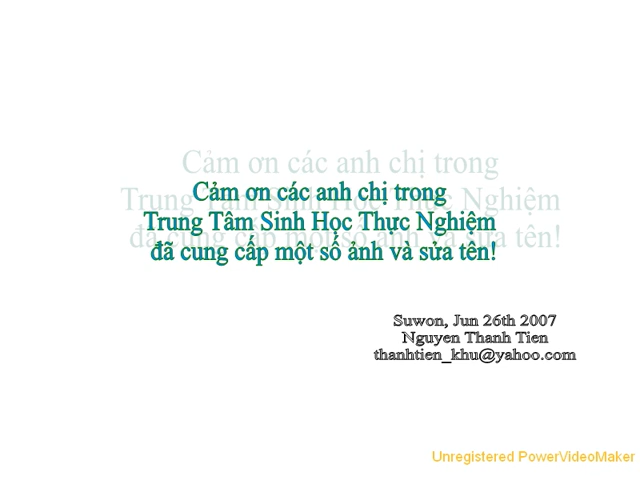 Cảm ơn các anh chị trong
Trung Tâm Sinh Học Thực Nghiệm
đã cung cấp một số ảnh và sửa tên!
Suwon, Jun 26th 2007
Nguyen Thanh Tien
thanhtien_khu@yahoo.com
Unregistered PowerVideoMaker